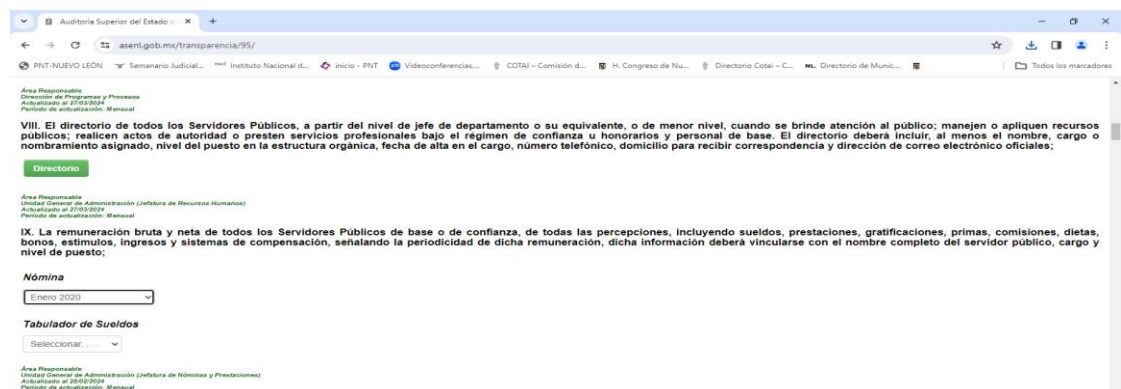 Auditoría Superior del Estado d
asenl.gob.mx/transparencia/95/
PNT-NUEVO LEÓN Semanario Judicial... Instituto Nacional d... inicio - PNT Videoconferencias,... COTAI – Comisión d... H. Congreso de Nu... Directorio Cotai – C... NL. Directorio de Munic... Todos los marcadores
Área Responsable
Dirección de Programas y Procesos
Actualizado al 27/03/2024
Periodo de actualización: Mensual
VIII. El directorio de todos los Servidores Públicos, a partir del nivel de jefe de departamento o su equivalente, o de menor nivel, cuando se brinde atención al público; manejen o apliquen recursos
públicos; realicen actos de autoridad o presten servicios profesionales bajo el régimen de confianza u honorarios y personal de base. El directorio deberá incluir, al menos el nombre, cargo o
nombramiento asignado, nivel del puesto en la estructura orgánica, fecha de alta en el cargo, número telefónico, domicilio para recibir correspondencia y dirección de correo electrónico oficiales;
Directorio
Área Responsable
Unidad General de Administración (Jefatura de Recursos Humanos)
Actualizado al 27/03/2024
Periodo de actualización: Mensual
IX. La remuneración bruta y neta de todos los Servidores Públicos de base o de confianza, de todas las percepciones, incluyendo sueldos, prestaciones, gratificaciones, primas, comisiones, dietas,
bonos, estímulos, ingresos y sistemas de compensación, señalando la periodicidad de dicha remuneración, dicha información deberá vincularse con el nombre completo del servidor público, cargo y
nivel de puesto;
Nómina
Enero 2020
Tabulador de Sueldos
Seleccionar. . . .
Área Responsable
Unidad General de Administración (Jefatura de Nóminas y Prestaciones)
Actualizado al 28/02/2024
Periodo de actualización: Mensual